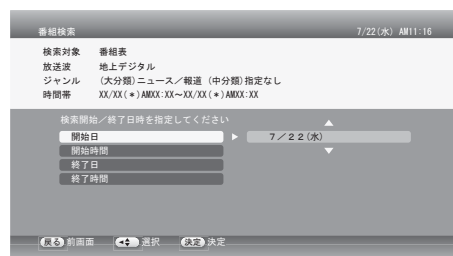 番組検索 7/22(水) AM11:16
検索対象 番組表
放送波 地上デジタル
ジャンル (大分類)ニュース/報道 (中分類)指定なし
時間帯 XX/XX(*)AMXX:XX〜XX/XX(*)AMXX:XX
検索開始/終了日時を指定してください
開始日 7/22(水)
開始時間
終了日
終了時間
戻る 前画面 選択 決定 決定